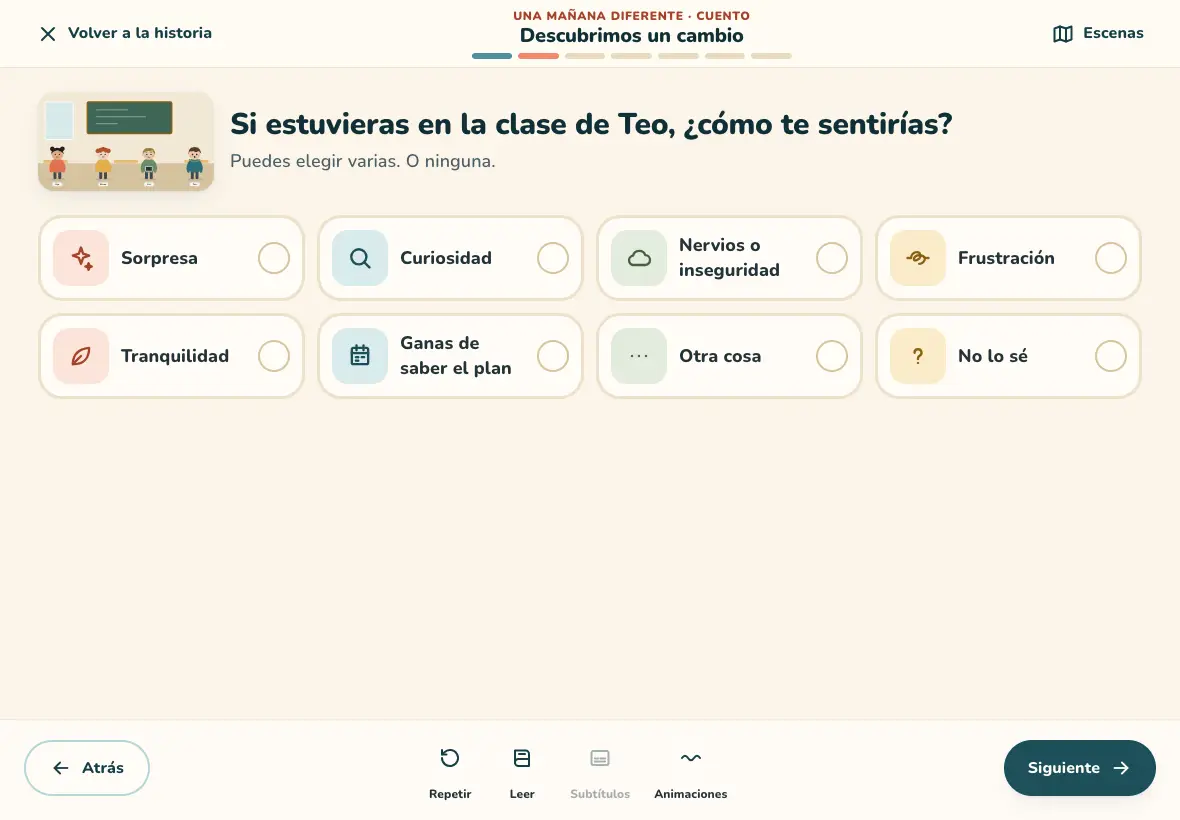 Volver a la historia
UNA MAÑANA DIFERENTE · CUENTO
Descubrimos un cambio
Escenas
Si estuvieras en la clase de Teo, ¿cómo te sentirías?
Puedes elegir varias. O ninguna.
Sorpresa
Curiosidad
Nervios o
inseguridad
Frustración
Tranquilidad
Ganas de
saber el plan
Otra cosa
?
No lo sé
Atrás
Repetir
Leer
Subtítulos
Animaciones
Siguiente